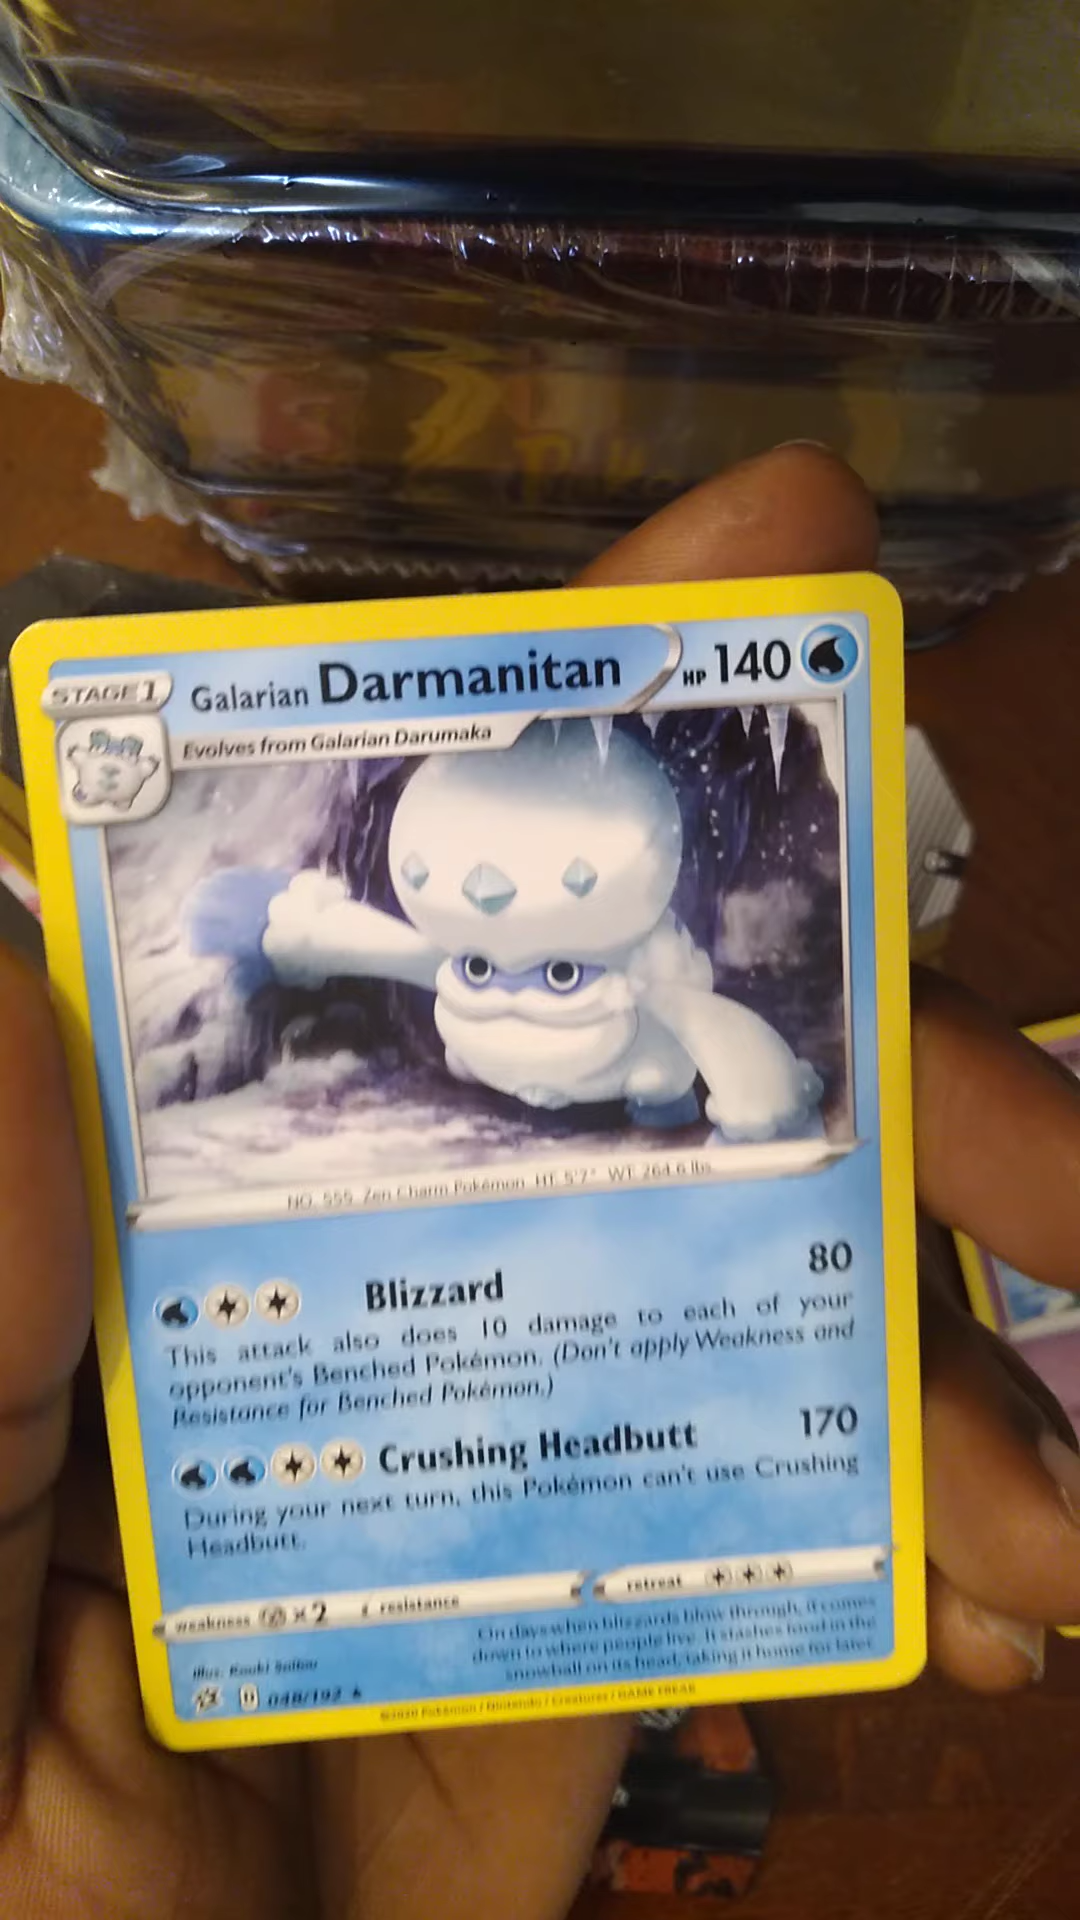 Poké
STAGE 1
Galarian Darmanitan
HP 140
Evolves from Galarian Darumaka
NO. 555 Zen Charm Pokémon HT: 5'7" WT: 264.6 lbs.
Blizzard 80
This attack also does 10 damage to each of your
opponent's Benched Pokémon. (Don't apply Weakness and
Resistance for Benched Pokémon.)
Crushing Headbutt 170
During your next turn, this Pokémon can't use Crushing
Headbutt.
weakness ×2 resistance
retreat
On days when blizzards blow through, it comes
down to where people live. It stashes food in the
snowball on its head, taking it home for later.
Illus. Kouki Saitou
D 048/192 ★
©2020 Pokémon / Nintendo / Creatures / GAME FREAK